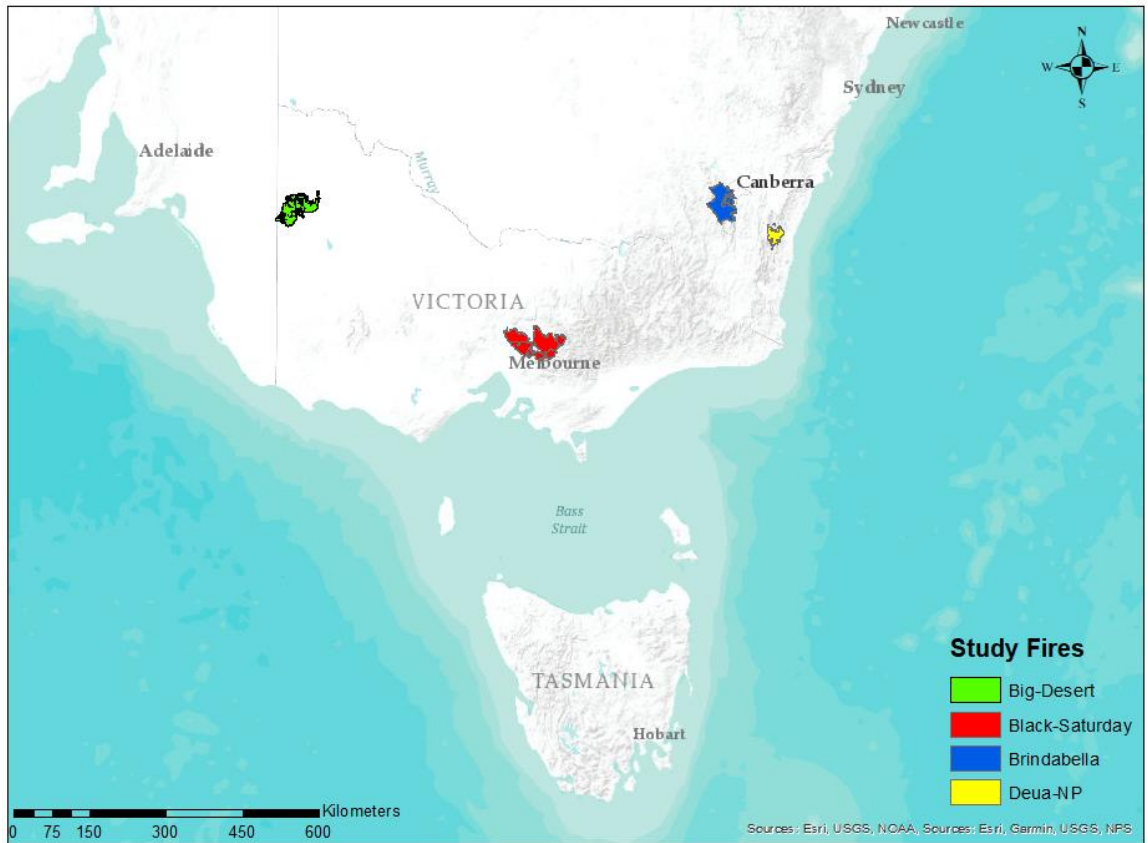 Newcastle
N
W
E
S
Sydney
Adelaide
Murray
Canberra
VICTORIA
Melbourne
Bass
Strait
TASMANIA
Hobart
Study Fires
Big-Desert
Black-Saturday
Brindabella
Deua-NP
Kilometers
0 75 150 300 450 600
Sources: Esri, USGS, NOAA, Sources: Esri, Garmin, USGS, NPS